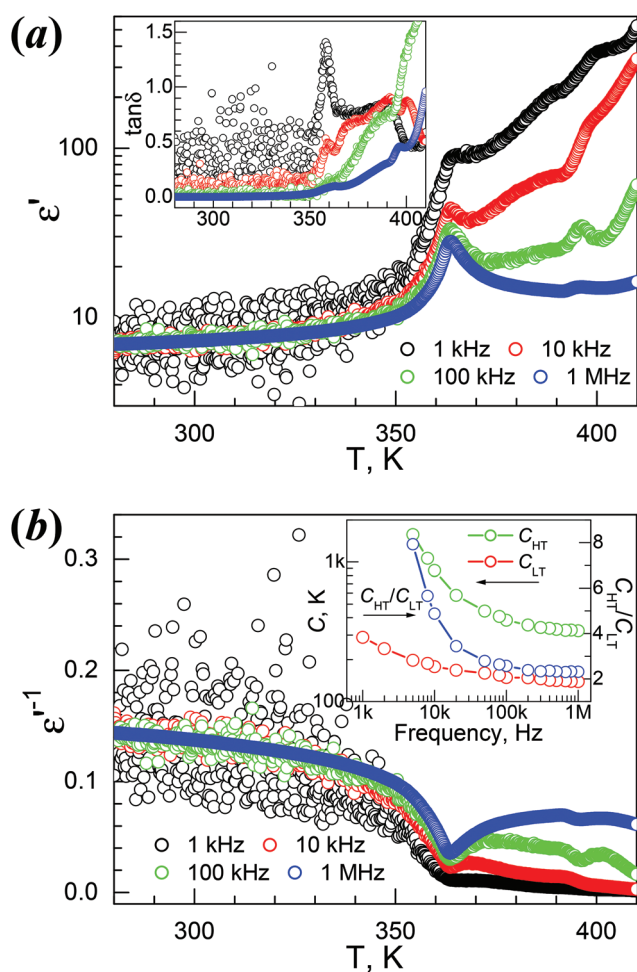 (a)
1.5
1.0
0.5
0.0
tanδ
300
350
400
100
10
ε'
1 kHz
10 kHz
100 kHz
1 MHz
300
350
400
T, K
(b)
0.3
0.2
0.1
0.0
ε'⁻¹
1k
100
C, K
C_HT
C_LT
C_HT/C_LT
8
6
4
2
C_HT/C_LT
1k
10k
100k
1M
Frequency, Hz
1 kHz
10 kHz
100 kHz
1 MHz
300
350
400
T, K